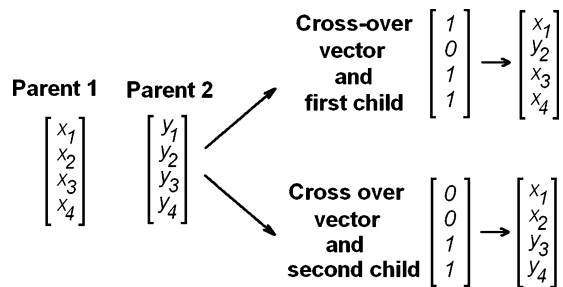 Parent 1
x1
x2
x3
x4
Parent 2
y1
y2
y3
y4
Cross-over
vector
and
first child
1
0
1
1
x1
y2
x3
x4
Cross over
vector
and
second child
0
0
1
1
x1
x2
y3
y4